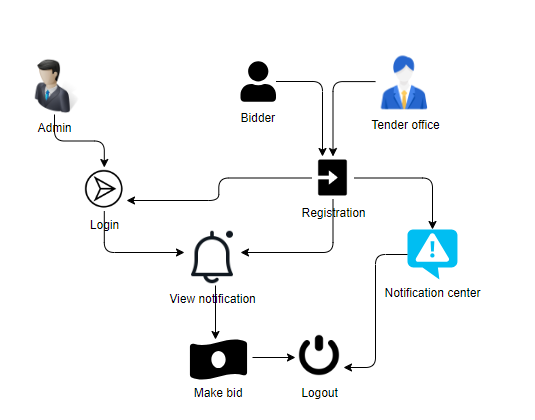 Admin
Bidder
Tender office
Login
Registration
View notification
Notification center
Make bid
Logout